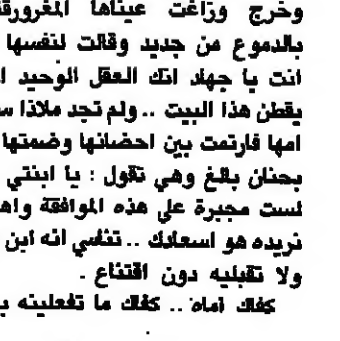 وخرج وزاغت عيناها المغرورقة
بالدموع من جديد وقالت لنفسها
انت يا جهاد انك العقل الوحيد
يقطن هذا البيت .. ولم تجد ملاذا
امها فارتمت بين احضانها وضمتها
بحنان بالغ وهي تقول : يا ابنتي
لست مجبرة على هذه الموافقة
نريده هو اسعادك .. تناسي انه ابن
ولا تقبليه دون اقتناع .
كفاك اماه .. كفاك ما تفعلينه